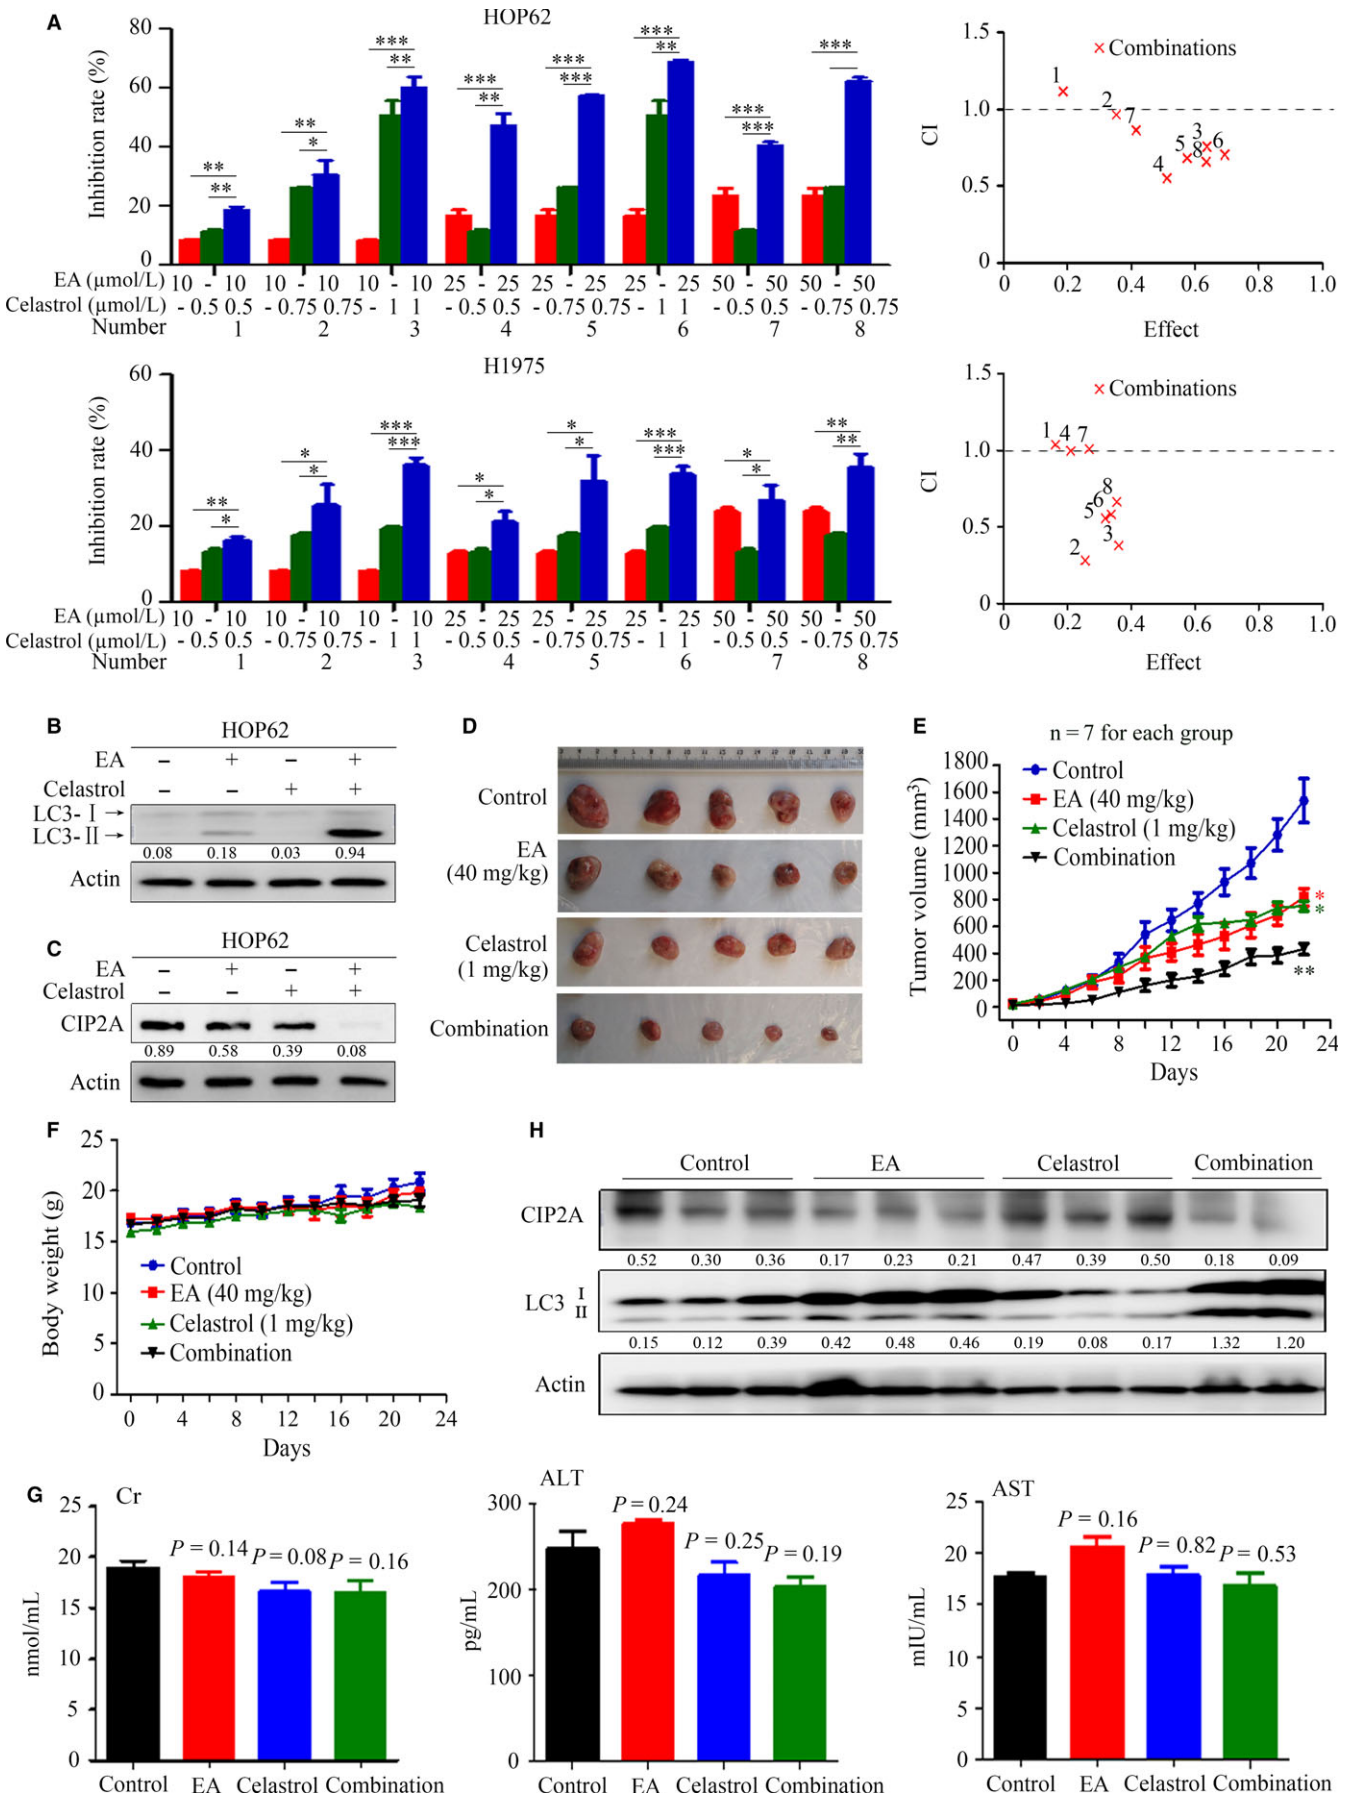 A
HOP62
80
60
40
20
0
Inhibition rate (%)
** ** ** * *** ** *** ** *** *** *** ** *** *** ***
EA (µmol/L) 10 - 10 10 - 10 10 - 10 25 - 25 25 - 25 25 - 25 50 - 50 50 - 50
Celastrol (µmol/L) - 0.5 0.5 - 0.75 0.75 - 1 1 - 0.5 0.5 - 0.75 0.75 - 1 1 - 0.5 0.5 - 0.75 0.75
Number 1 2 3 4 5 6 7 8
1.5
1.0
0.5
0
CI
× Combinations
1 2 7 4 5 3 8 6
0 0.2 0.4 0.6 0.8 1.0
Effect
H1975
60
40
20
0
Inhibition rate (%)
** * * * *** *** * * * * *** *** * * ** **
EA (µmol/L) 10 - 10 10 - 10 10 - 10 25 - 25 25 - 25 25 - 25 50 - 50 50 - 50
Celastrol (µmol/L) - 0.5 0.5 - 0.75 0.75 - 1 1 - 0.5 0.5 - 0.75 0.75 - 1 1 - 0.5 0.5 - 0.75 0.75
Number 1 2 3 4 5 6 7 8
1.5
1.0
0.5
0
CI
× Combinations
1 4 7 8 6 5 3 2
0 0.2 0.4 0.6 0.8 1.0
Effect
B
HOP62
EA – + – +
Celastrol – – + +
LC3- I →
LC3- II →
0.08 0.18 0.03 0.94
Actin
C
HOP62
EA – + – +
Celastrol – – + +
CIP2A
0.89 0.58 0.39 0.08
Actin
D
Control
EA
(40 mg/kg)
Celastrol
(1 mg/kg)
Combination
E
n = 7 for each group
1800
1600
1400
1200
1000
800
600
400
200
0
Tumor volume (mm³)
Control
EA (40 mg/kg)
Celastrol (1 mg/kg)
Combination
*
*
**
0 4 8 12 16 20 24
Days
F
25
20
15
10
5
0
Body weight (g)
Control
EA (40 mg/kg)
Celastrol (1 mg/kg)
Combination
0 4 8 12 16 20 24
Days
H
Control EA Celastrol Combination
CIP2A
0.52 0.30 0.36 0.17 0.23 0.21 0.47 0.39 0.50 0.18 0.09
LC3 I
II
0.15 0.12 0.39 0.42 0.48 0.46 0.19 0.08 0.17 1.32 1.20
Actin
G
Cr
25
20
15
10
5
0
nmol/mL
P = 0.14 P = 0.08 P = 0.16
Control EA Celastrol Combination
ALT
300
200
100
0
pg/mL
P = 0.24
P = 0.25
P = 0.19
Control EA Celastrol Combination
AST
25
20
15
10
5
0
mIU/mL
P = 0.16
P = 0.82
P = 0.53
Control EA Celastrol Combination